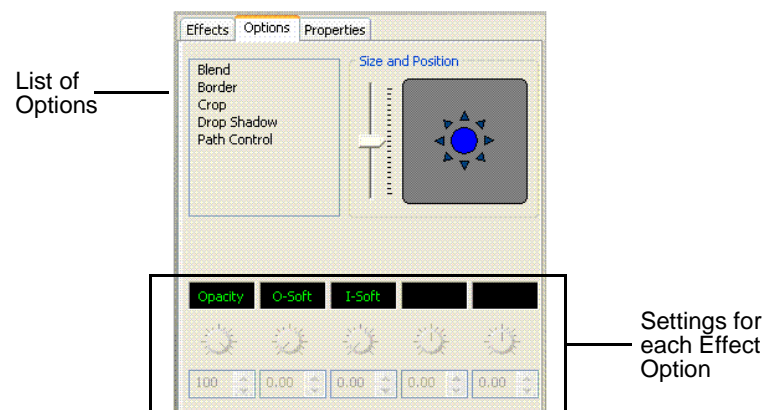 Effects Options Properties
List of
Options
Blend
Border
Crop
Drop Shadow
Path Control
Size and Position
Opacity O-Soft I-Soft
100 0.00 0.00 0.00 0.00
Settings for
each Effect
Option